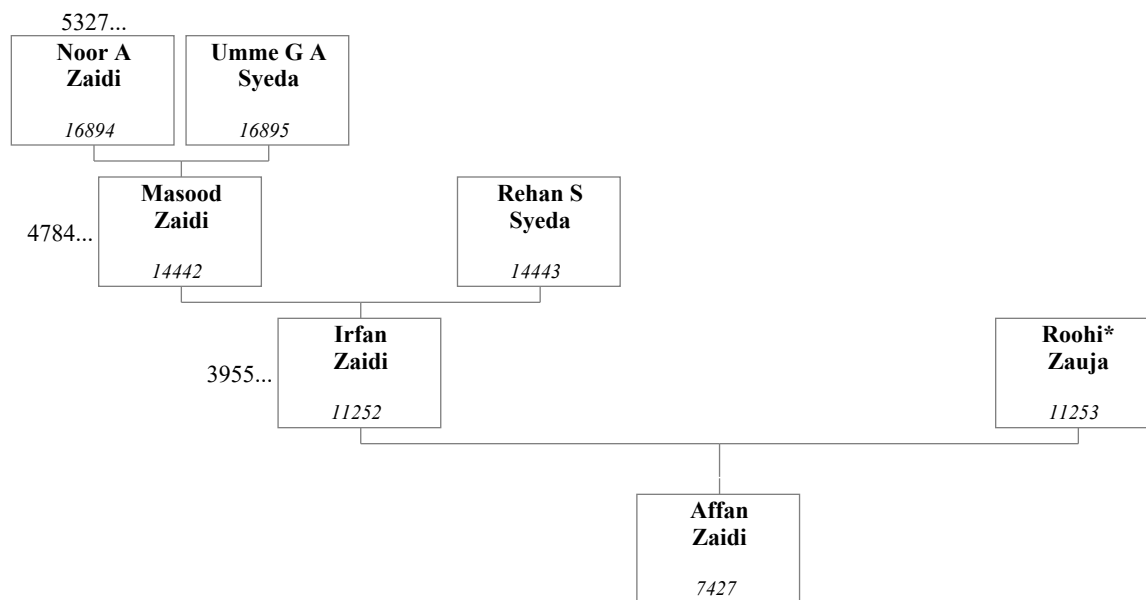 5327...
Noor A
Zaidi
16894
Umme G A
Syeda
16895
4784...
Masood
Zaidi
14442
Rehan S
Syeda
14443
3955...
Irfan
Zaidi
11252
Roohi*
Zauja
11253
Affan
Zaidi
7427